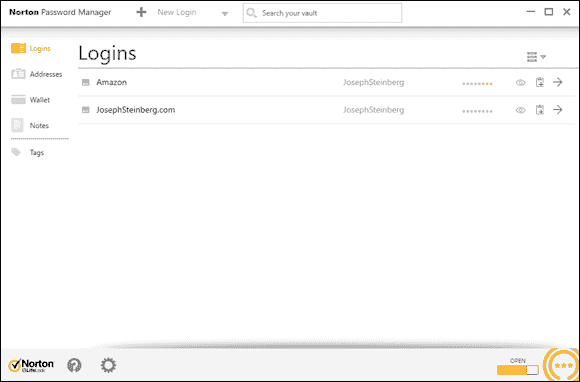 Norton Password Manager
New Login
Search your vault
Logins
Addresses
Wallet
Notes
Tags
Logins
Amazon JosephSteinberg
JosephSteinberg.com JosephSteinberg
Norton
LifeLock
OPEN